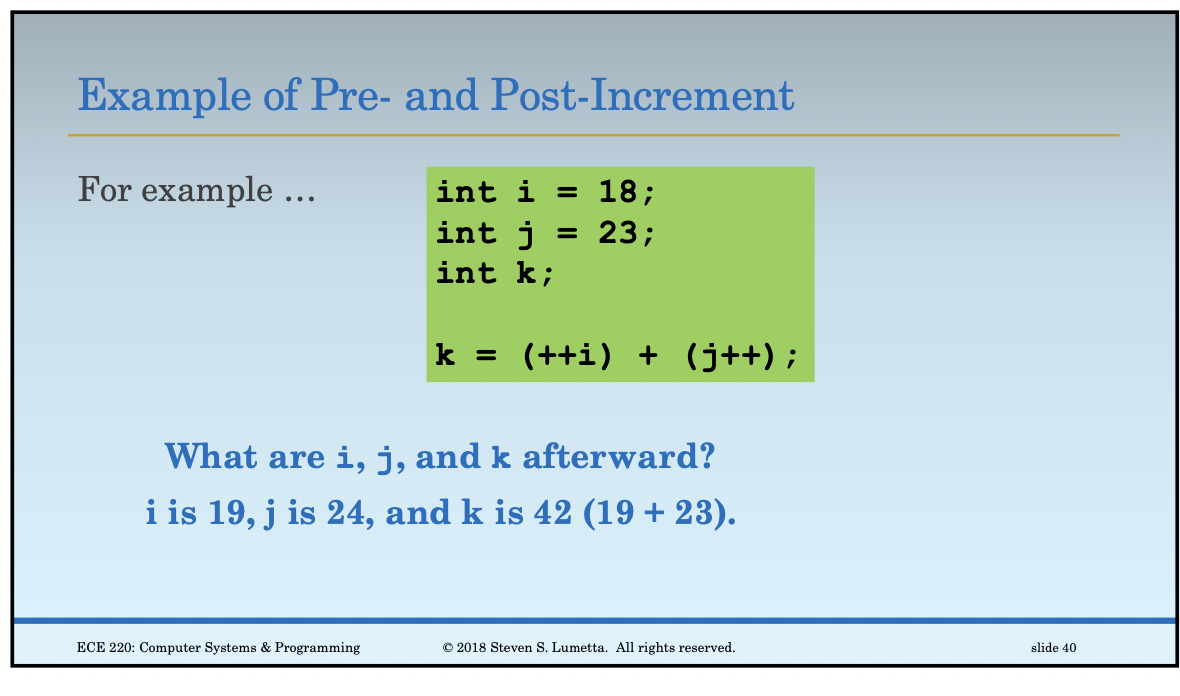 Example of Pre- and Post-Increment
For example …
int i = 18;
int j = 23;
int k;
k = (++i) + (j++);
What are i, j, and k afterward?
i is 19, j is 24, and k is 42 (19 + 23).
ECE 220: Computer Systems & Programming
© 2018 Steven S. Lumetta. All rights reserved.
slide 40